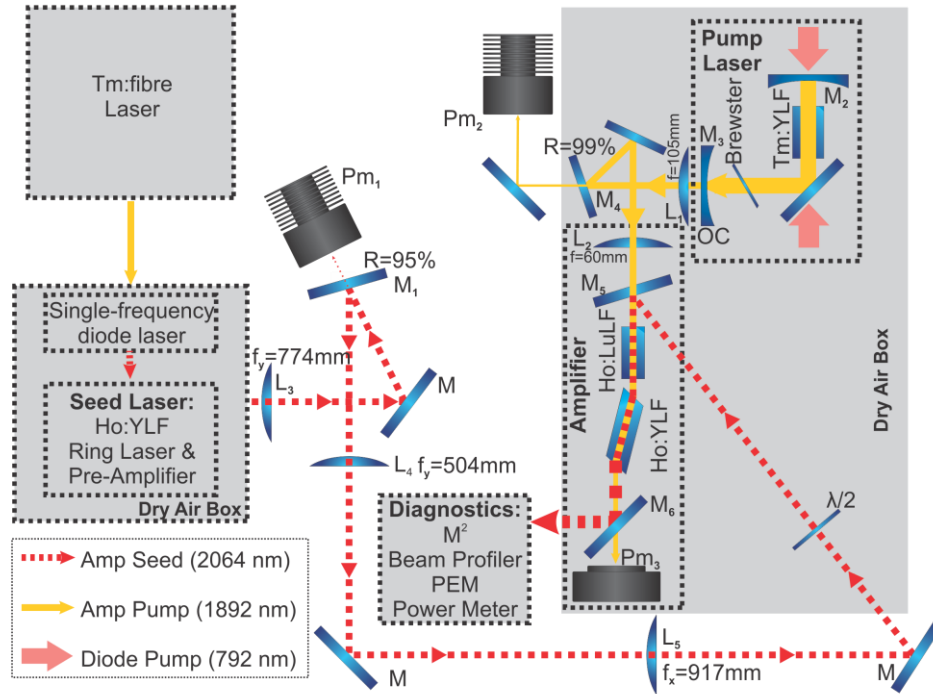 Tm:fibre
Laser
Single-frequency
diode laser
Seed Laser:
Ho:YLF
Ring Laser &
Pre-Amplifier
Dry Air Box
Amp Seed (2064 nm)
Amp Pump (1892 nm)
Diode Pump (792 nm)
Pm₁
R=95%
M₁
f_y=774mm
L₃
M
L₄ f_y=504mm
Diagnostics:
M²
Beam Profiler
PEM
Power Meter
M
L₅
f_x=917mm
M
λ/2
Pm₂
R=99%
M₄
f=105mm
L₁
M₃
OC
Brewster
Pump
Laser
M₂
Tm:YLF
L₂
f=60mm
M₅
Ho:LuLF
Amplifier
Ho:YLF
M₆
Pm₃
Dry Air Box